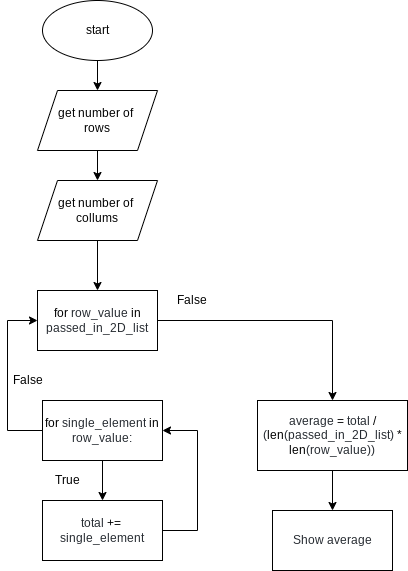 start
get number of
rows
get number of
collums
for row_value in
passed_in_2D_list
False
False
for single_element in
row_value:
True
total +=
single_element
average = total /
(len(passed_in_2D_list) *
len(row_value))
Show average